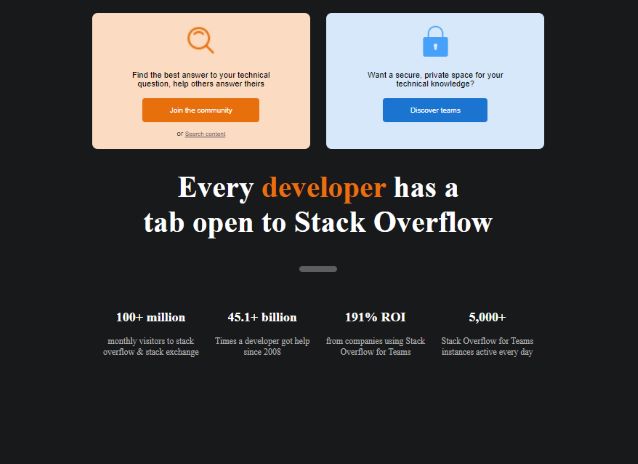 Find the best answer to your technical
question, help others answer theirs
Join the community
or Search content
Want a secure, private space for your
technical knowledge?
Discover teams
Every developer has a
tab open to Stack Overflow
100+ million
monthly visitors to stack
overflow & stack exchange
45.1+ billion
Times a developer got help
since 2008
191% ROI
from companies using Stack
Overflow for Teams
5,000+
Stack Overflow for Teams
instances active every day